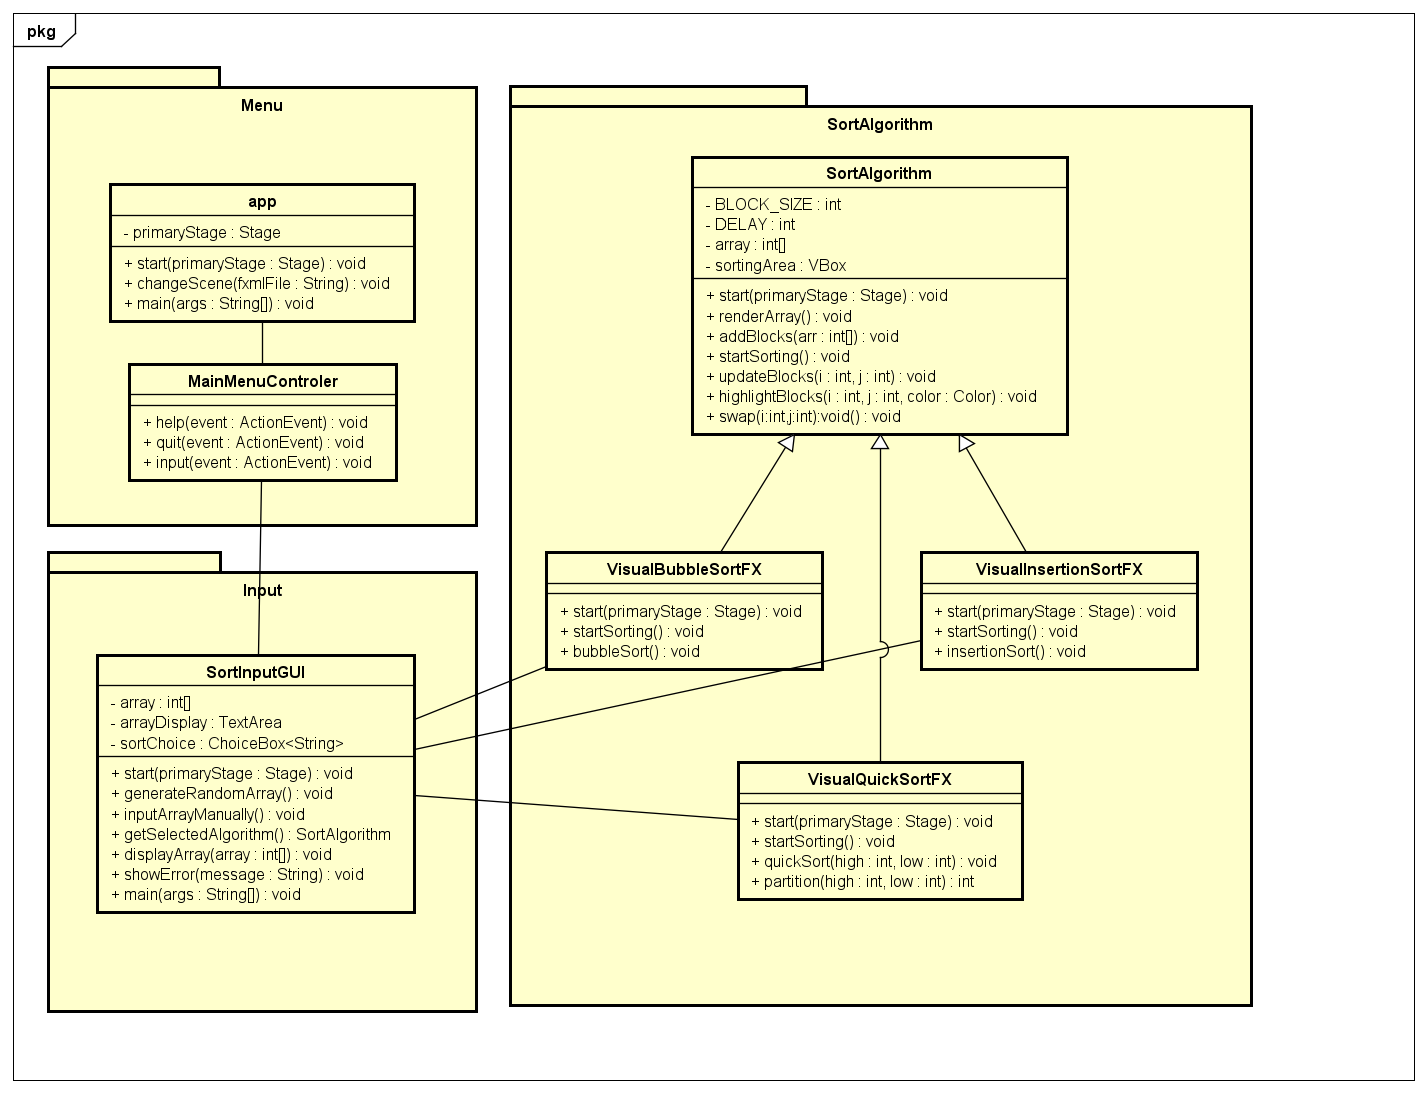 pkg
Menu
app
- primaryStage : Stage
+ start(primaryStage : Stage) : void
+ changeScene(fxmlFile : String) : void
+ main(args : String[]) : void
MainMenuControler
+ help(event : ActionEvent) : void
+ quit(event : ActionEvent) : void
+ input(event : ActionEvent) : void
Input
SortInputGUI
- array : int[]
- arrayDisplay : TextArea
- sortChoice : ChoiceBox<String>
+ start(primaryStage : Stage) : void
+ generateRandomArray() : void
+ inputArrayManually() : void
+ getSelectedAlgorithm() : SortAlgorithm
+ displayArray(array : int[]) : void
+ showError(message : String) : void
+ main(args : String[]) : void
SortAlgorithm
SortAlgorithm
- BLOCK_SIZE : int
- DELAY : int
- array : int[]
- sortingArea : VBox
+ start(primaryStage : Stage) : void
+ renderArray() : void
+ addBlocks(arr : int[]) : void
+ startSorting() : void
+ updateBlocks(i : int, j : int) : void
+ highlightBlocks(i : int, j : int, color : Color) : void
+ swap(i:int,j:int):void() : void
VisualBubbleSortFX
+ start(primaryStage : Stage) : void
+ startSorting() : void
+ bubbleSort() : void
VisualInsertionSortFX
+ start(primaryStage : Stage) : void
+ startSorting() : void
+ insertionSort() : void
VisualQuickSortFX
+ start(primaryStage : Stage) : void
+ startSorting() : void
+ quickSort(high : int, low : int) : void
+ partition(high : int, low : int) : int